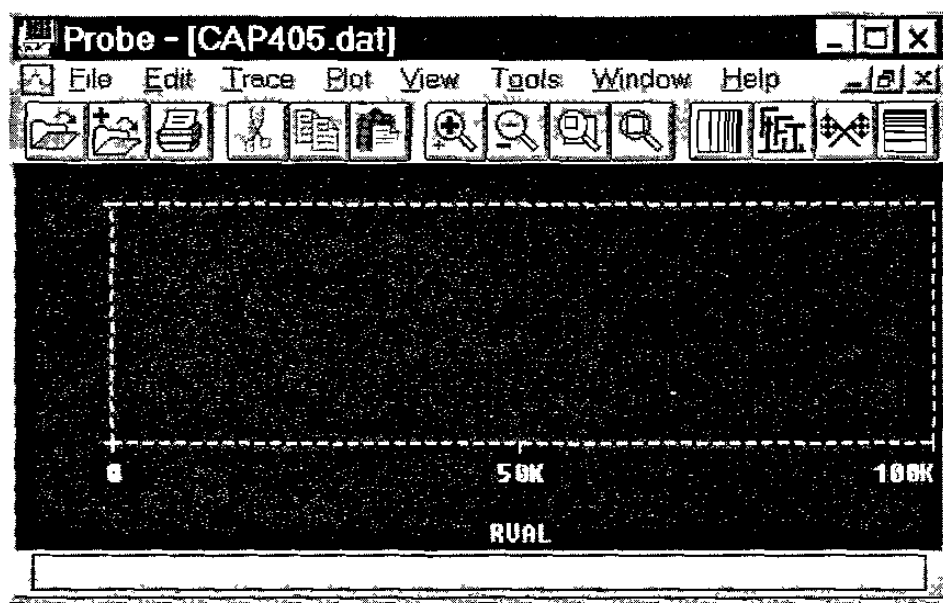 Probe - [CAP405.dat]
File Edit Trace Plot View Tools Window Help
0 50K 100K
RVAL